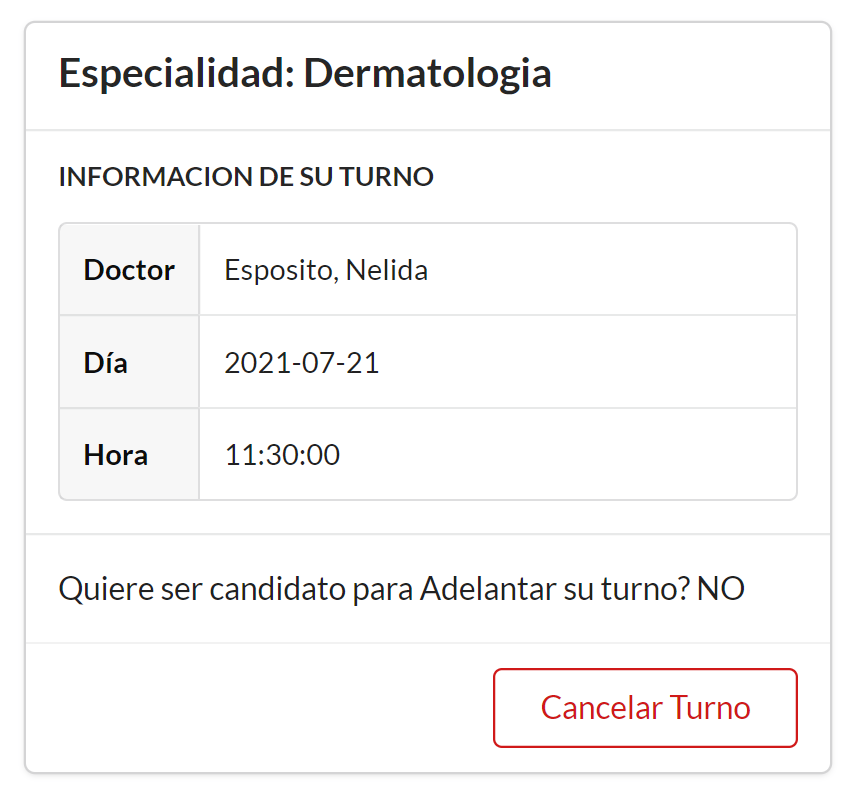 Especialidad: Dermatologia
INFORMACION DE SU TURNO
Doctor Esposito, Nelida
Día 2021-07-21
Hora 11:30:00
Quiere ser candidato para Adelantar su turno? NO
Cancelar Turno